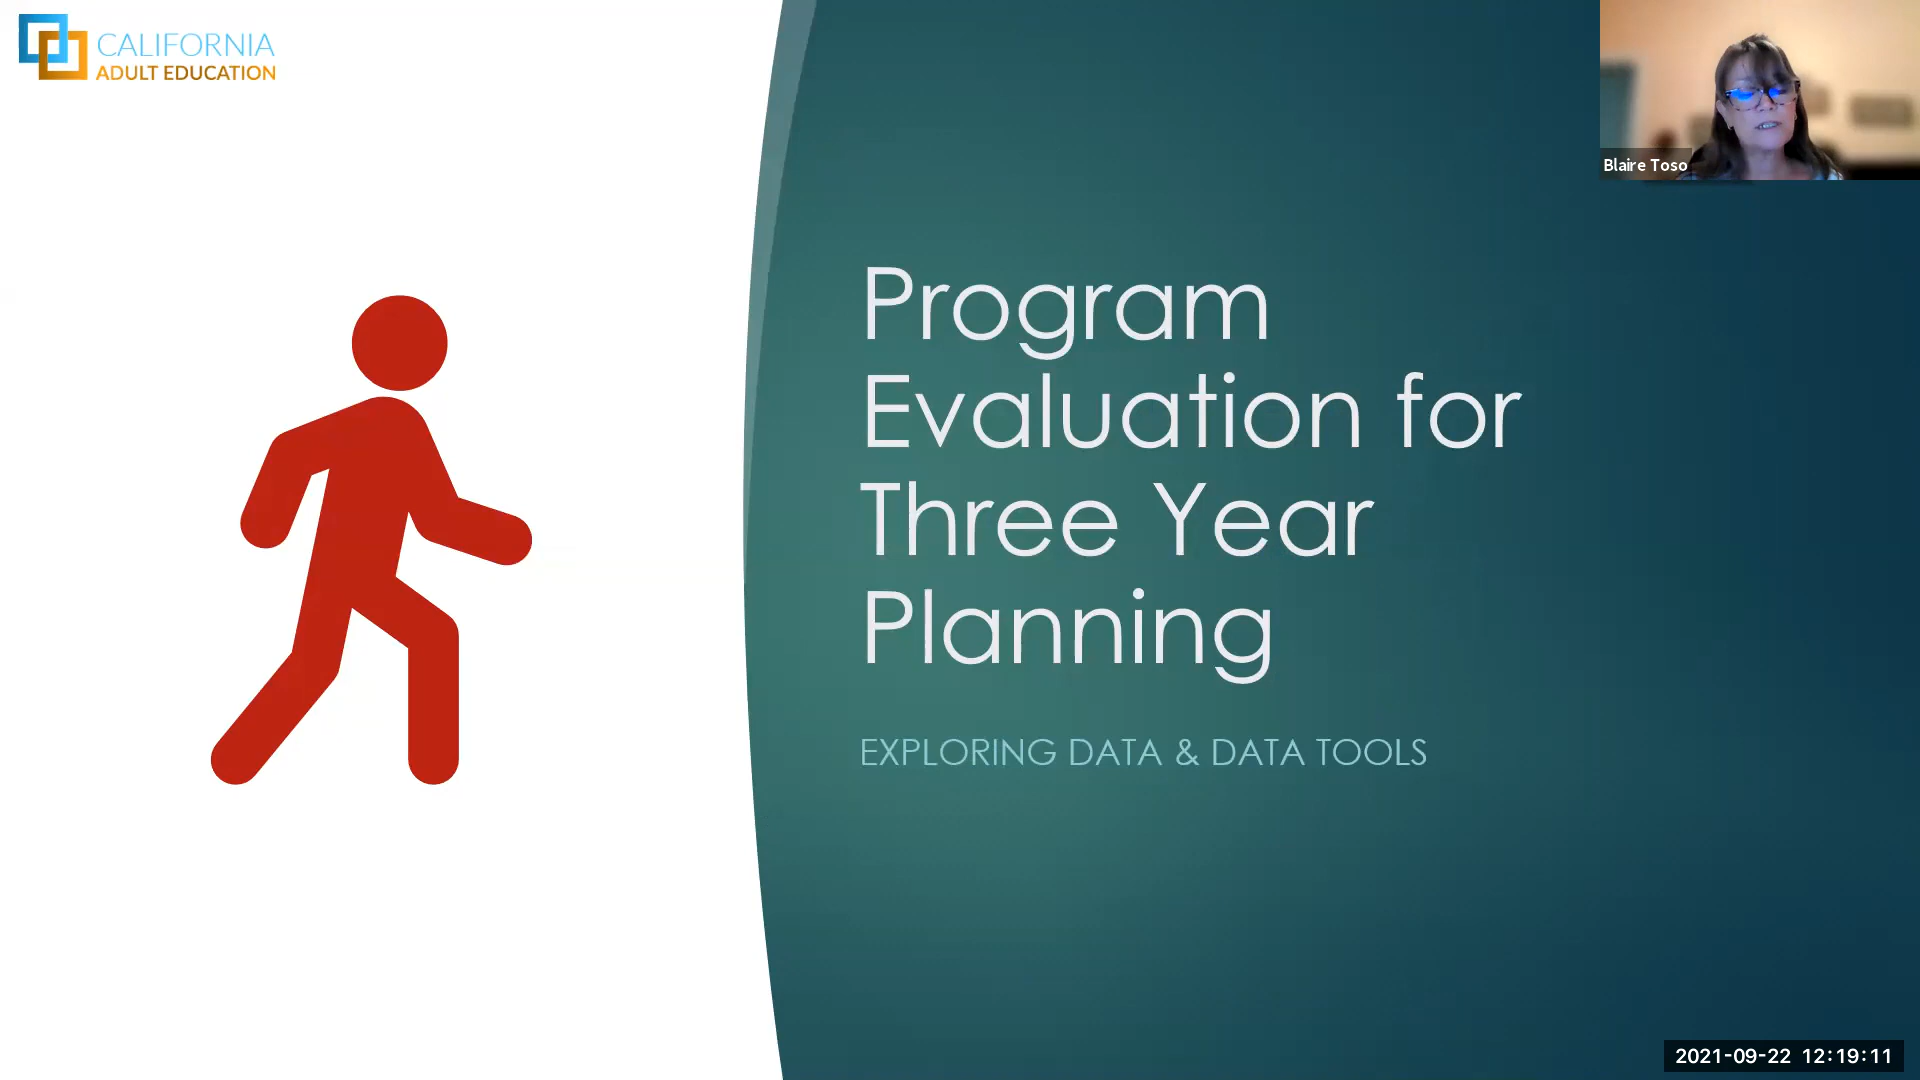 CALIFORNIA
ADULT EDUCATION
Blaire Toso
Program
Evaluation for
Three Year
Planning
EXPLORING DATA & DATA TOOLS
2021-09-22 12:19:11